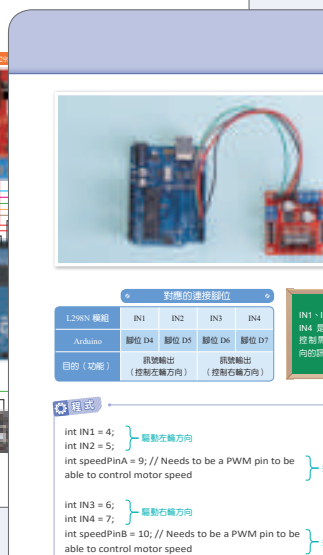 對應的連接腳位
L298N 模組 IN1 IN2 IN3 IN4
Arduino 腳位 D4 腳位 D5 腳位 D6 腳位 D7
目的(功能) 訊號輸出 訊號輸出
(控制左輪方向) (控制右輪方向)
IN1、
IN4 是
控制
向的訊
程式
int IN1 = 4;
int IN2 = 5;
驅動左輪方向
int speedPinA = 9; // Needs to be a PWM pin to be
able to control motor speed
int IN3 = 6;
int IN4 = 7;
驅動右輪方向
int speedPinB = 10; // Needs to be a PWM pin to be
able to control motor speed